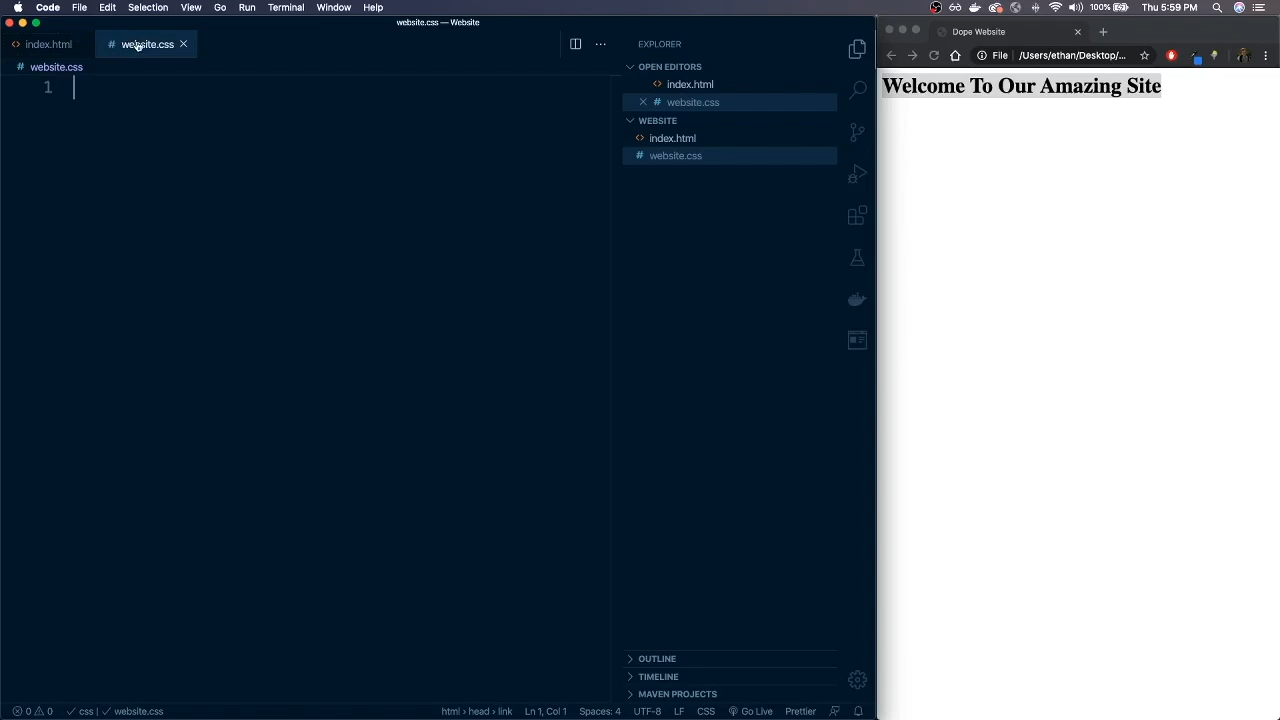 Code File Edit Selection View Go Run Terminal Window Help
100% Thu 5:59 PM
website.css — Website
index.html
website.css
website.css
1
EXPLORER
OPEN EDITORS
index.html
website.css
WEBSITE
index.html
website.css
OUTLINE
TIMELINE
MAVEN PROJECTS
0 0 css | website.css html › head › link Ln 1, Col 1 Spaces: 4 UTF-8 LF CSS Go Live Prettier
Dope Website
File | /Users/ethan/Desktop/...
Welcome To Our Amazing Site